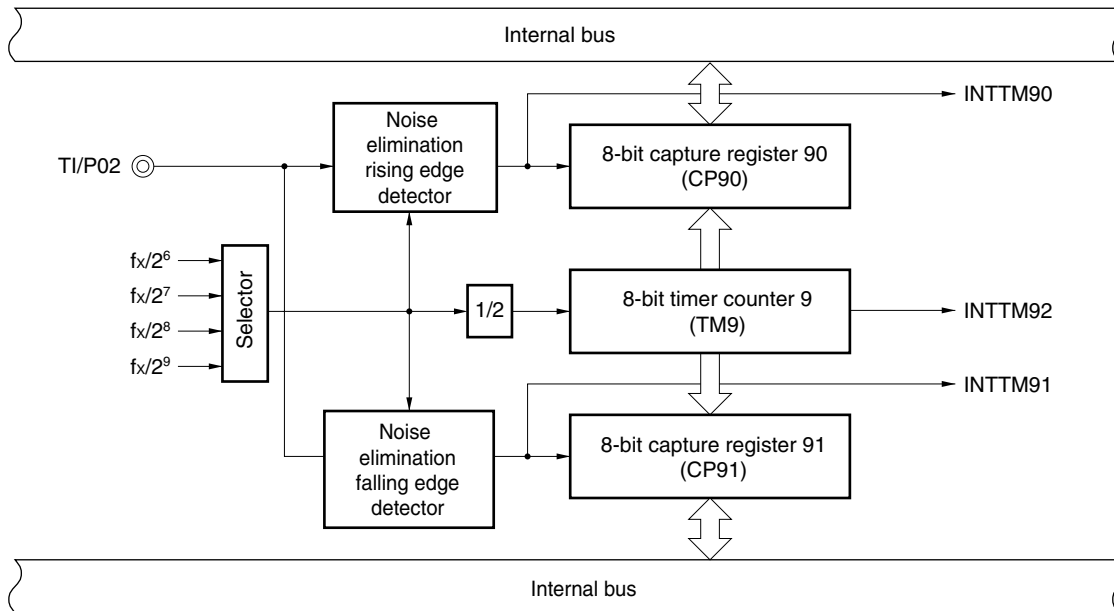 Internal bus
INTTM90
Noise
elimination
rising edge
detector
8-bit capture register 90
(CP90)
TI/P02
fx/2⁶
fx/2⁷
fx/2⁸
fx/2⁹
Selector
1/2
8-bit timer counter 9
(TM9)
INTTM92
INTTM91
Noise
elimination
falling edge
detector
8-bit capture register 91
(CP91)
Internal bus